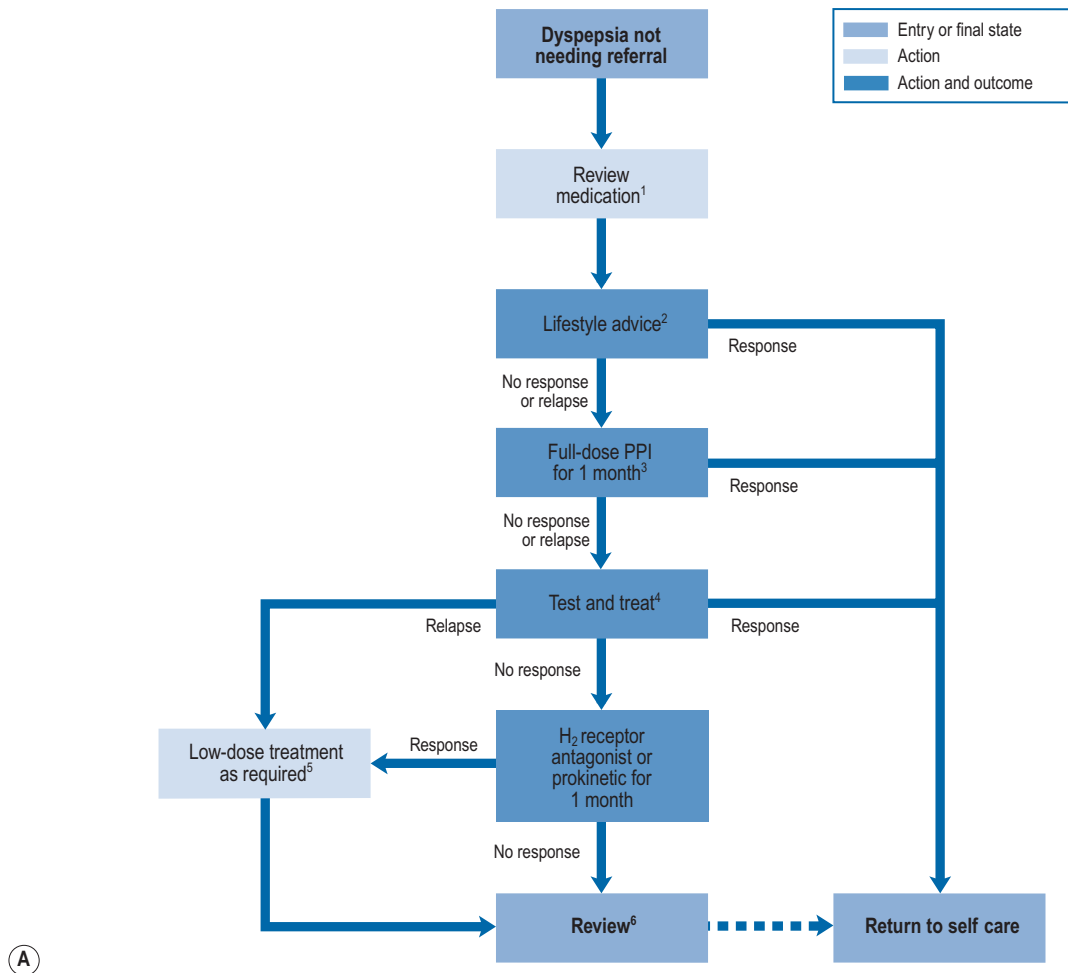 Dyspepsia not
needing referral
Entry or final state
Action
Action and outcome
Review
medication¹
Lifestyle advice²
Response
No response
or relapse
Full-dose PPI
for 1 month³
Response
No response
or relapse
Test and treat⁴
Relapse
Response
No response
Low-dose treatment
as required⁵
Response
H₂ receptor
antagonist or
prokinetic for
1 month
No response
Review⁶
Return to self care
A